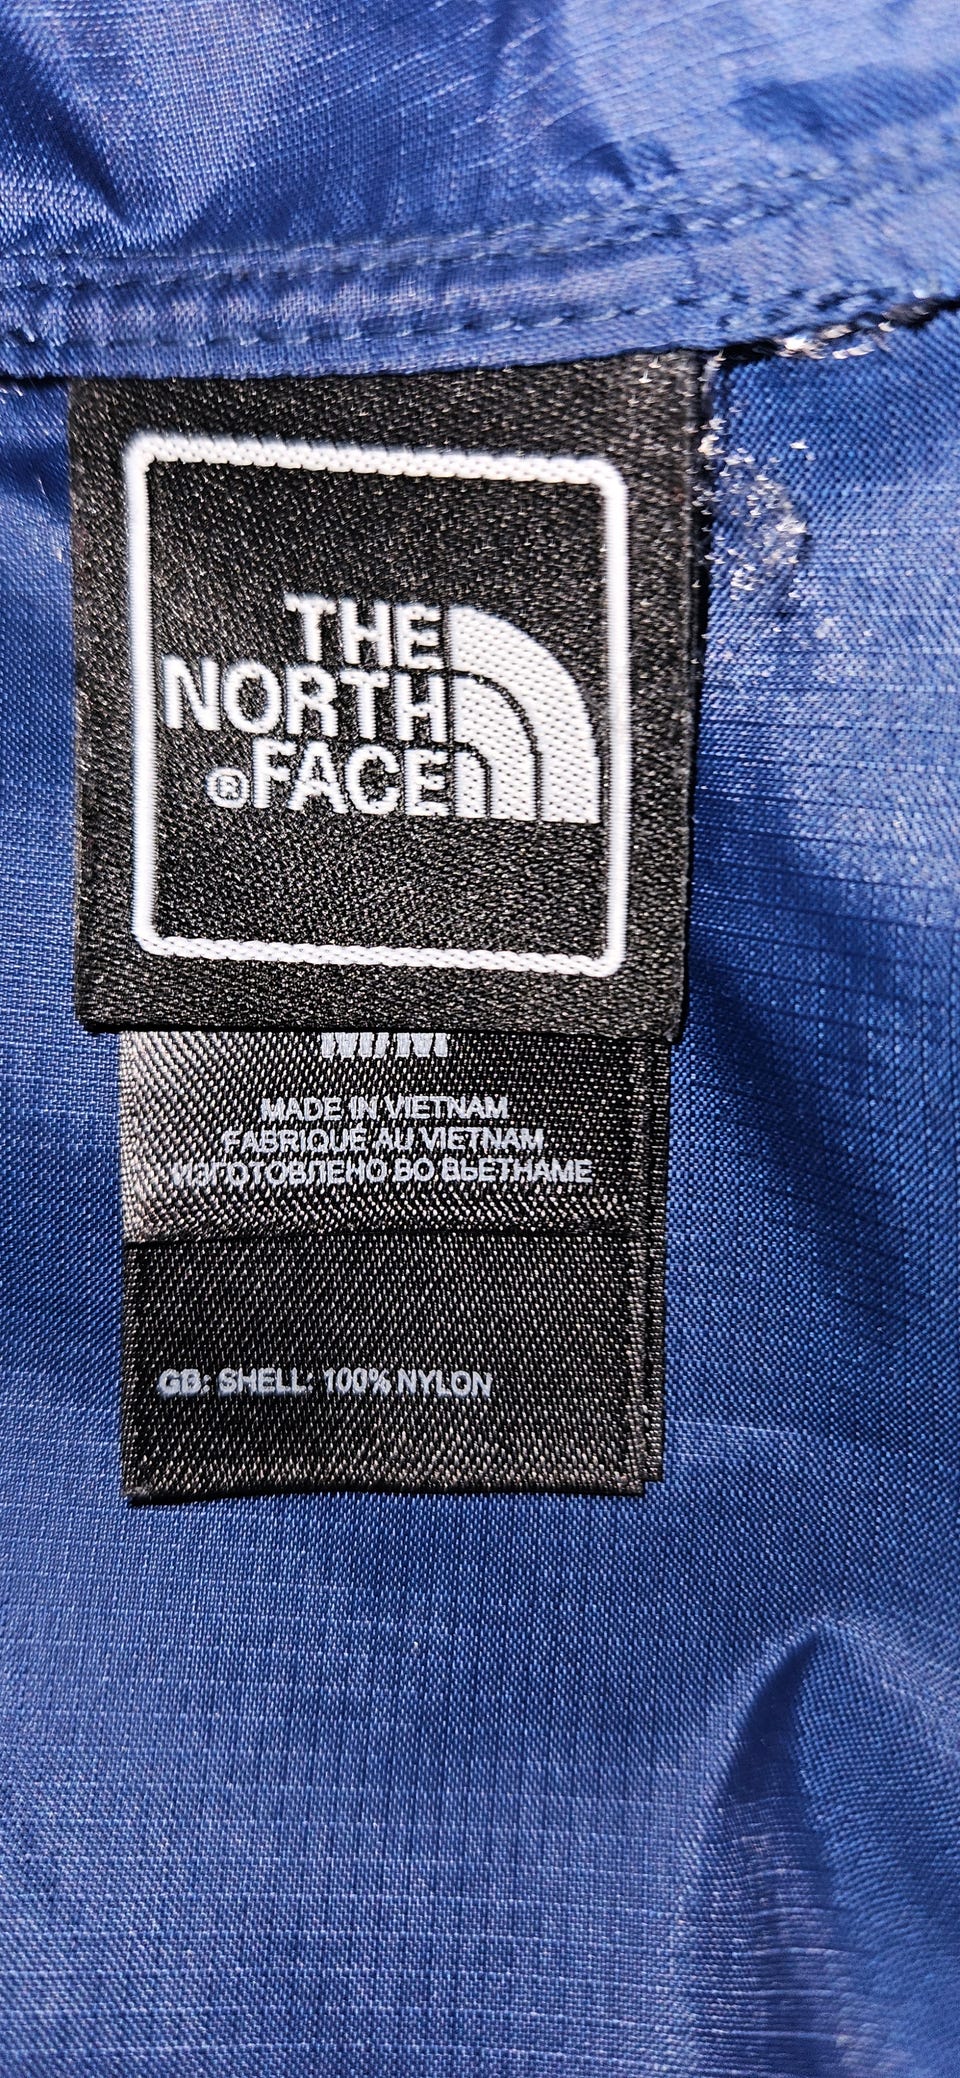 THE
NORTH
®FACE
M/M
MADE IN VIETNAM
FABRIQUÉ AU VIETNAM
ИЗГОТОВЛЕНО ВО ВЬЕТНАМЕ
GB: SHELL: 100% NYLON